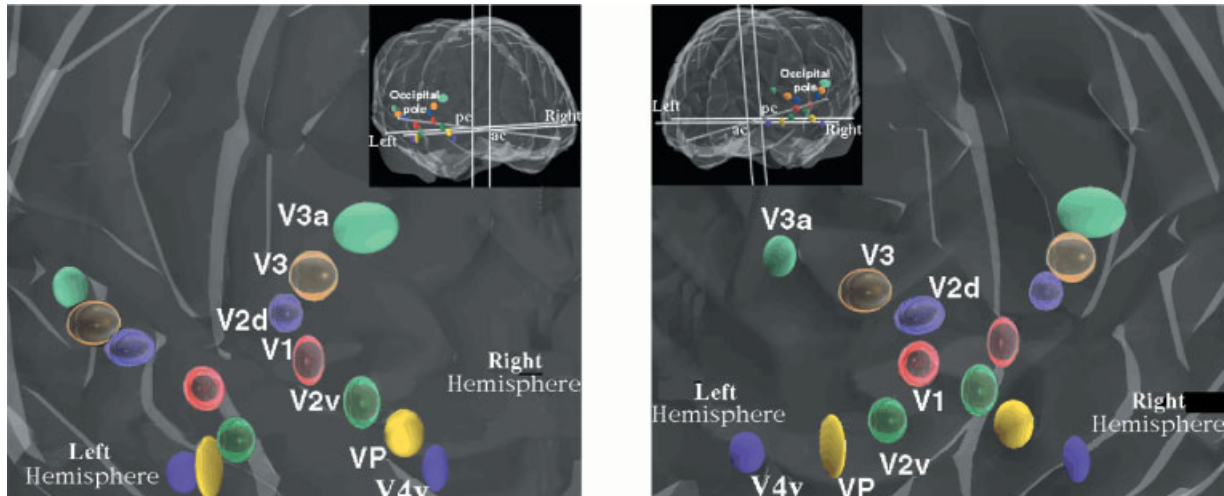 Occipital
pole
pc
Right
Left
ac
V3a
V3
V2d
V1
V2v
Right
Hemisphere
VP
V4v
Left
Hemisphere
Occipital
pole
Left
pc
ac
Right
V3a
V3
V2d
V1
Left
Hemisphere
Right
Hemisphere
V2v
V4v
VP